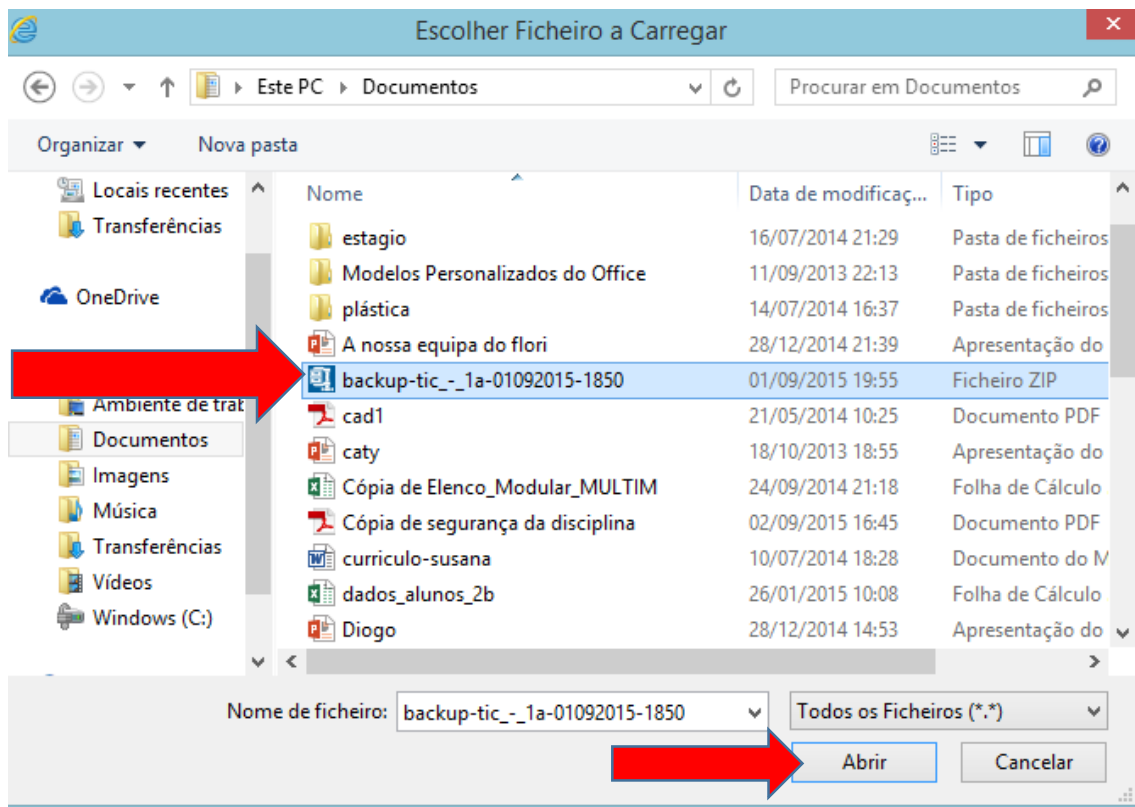 Escolher Ficheiro a Carregar
Este PC Documentos Procurar em Documentos
Organizar Nova pasta
Locais recentes
Transferências
OneDrive
Ambiente de trab
Documentos
Imagens
Música
Transferências
Vídeos
Windows (C:)
Nome Data de modificaç... Tipo
estagio 16/07/2014 21:29 Pasta de ficheiros
Modelos Personalizados do Office 11/09/2013 22:13 Pasta de ficheiros
plástica 14/07/2014 16:37 Pasta de ficheiros
A nossa equipa do flori 28/12/2014 21:39 Apresentação do
backup-tic_-_1a-01092015-1850 01/09/2015 19:55 Ficheiro ZIP
cad1 21/05/2014 10:25 Documento PDF
caty 18/10/2013 18:55 Apresentação do
Cópia de Elenco_Modular_MULTIM 24/09/2014 21:18 Folha de Cálculo
Cópia de segurança da disciplina 02/09/2015 16:45 Documento PDF
curriculo-susana 10/07/2014 18:28 Documento do M
dados_alunos_2b 26/01/2015 10:08 Folha de Cálculo
Diogo 28/12/2014 14:53 Apresentação do
Nome de ficheiro: backup-tic_-_1a-01092015-1850 Todos os Ficheiros (*.*)
Abrir Cancelar